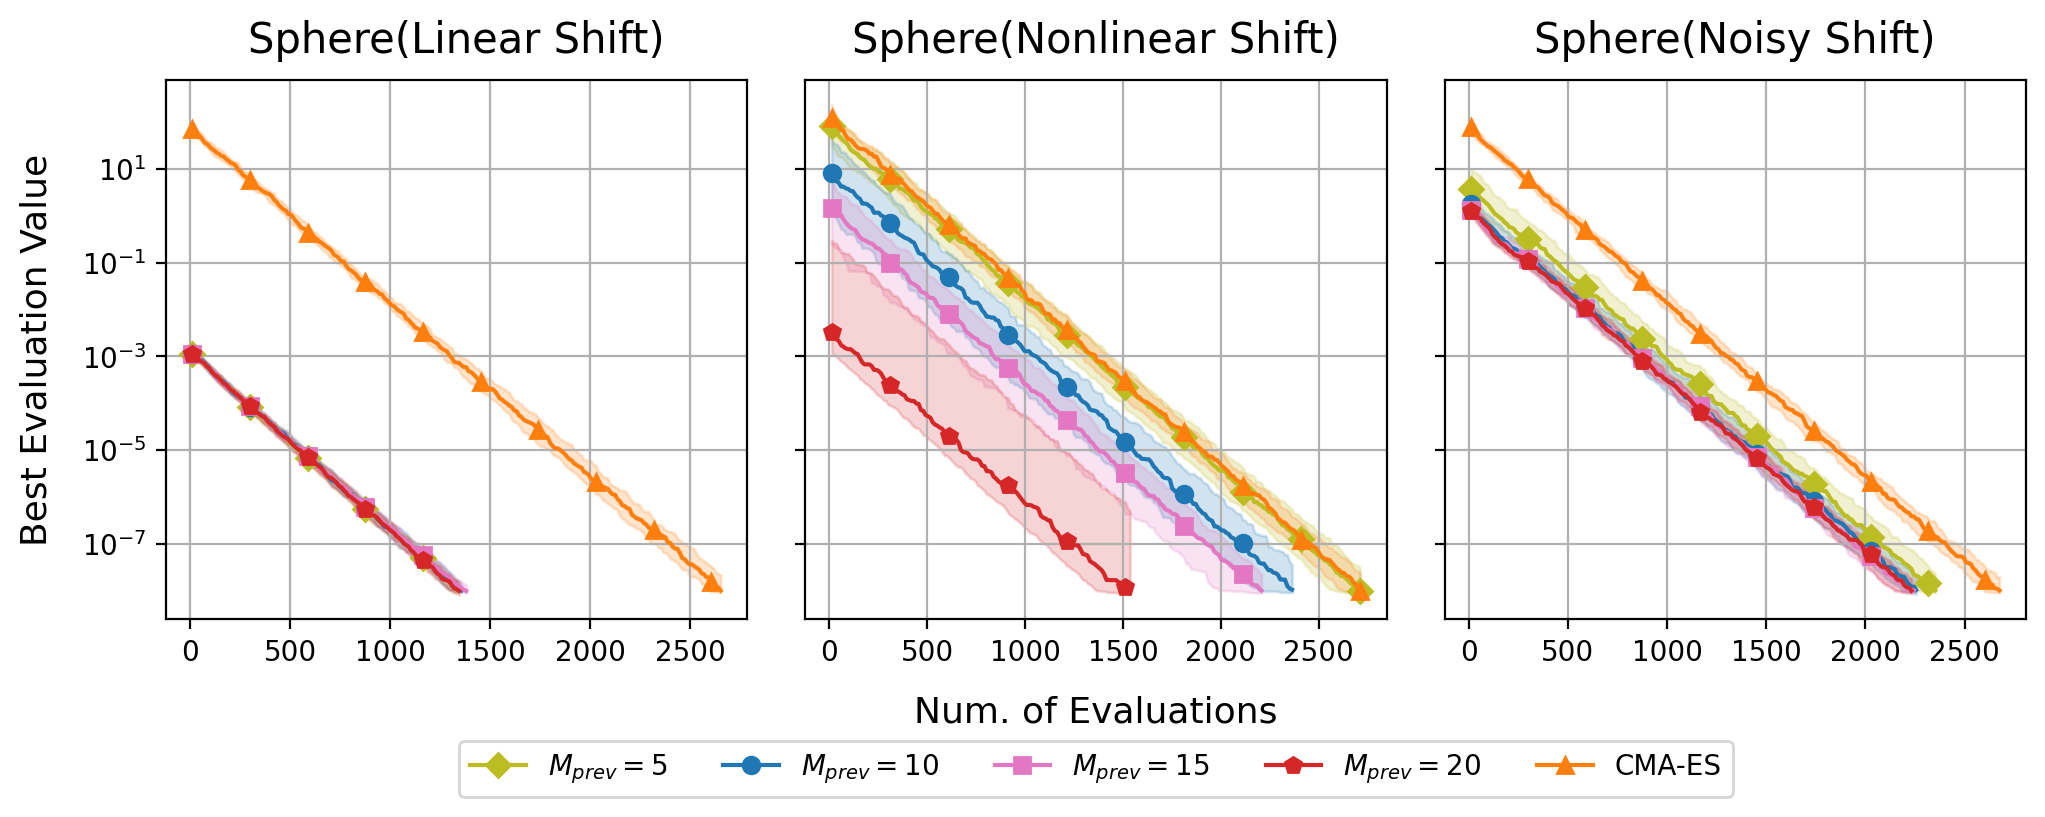 Sphere(Linear Shift) Sphere(Nonlinear Shift) Sphere(Noisy Shift)
Best Evaluation Value
10¹
10⁻¹
10⁻³
10⁻⁵
10⁻⁷
0 500 1000 1500 2000 2500 0 500 1000 1500 2000 2500 0 500 1000 1500 2000 2500
Num. of Evaluations
M_prev = 5 M_prev = 10 M_prev = 15 M_prev = 20 CMA-ES